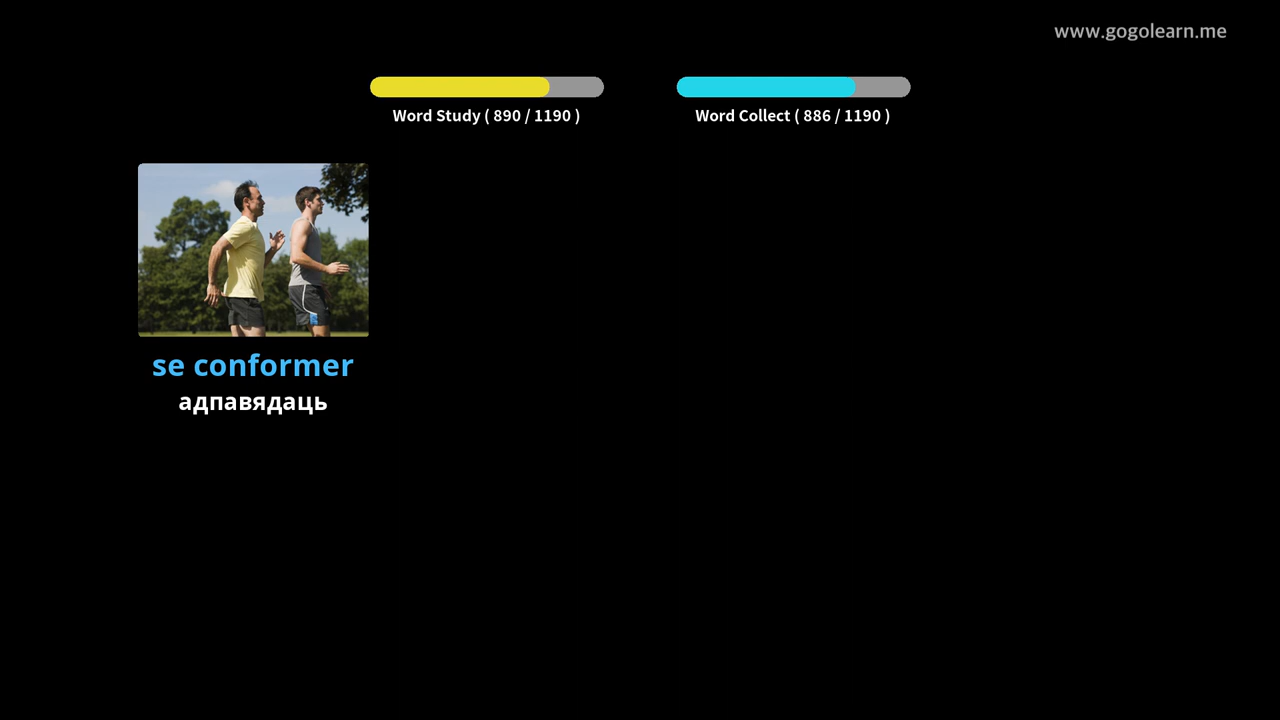 www.gogolearn.me
Word Study ( 890 / 1190 )
Word Collect ( 886 / 1190 )
se conformer
адпавядаць